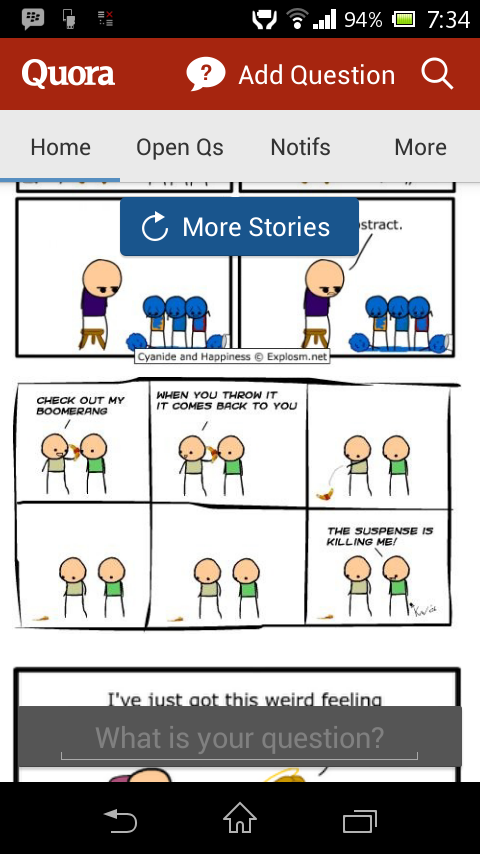 94% 7:34
Quora ? Add Question
Home Open Qs Notifs More
More Stories
Cyanide and Happiness © Explosm.net
CHECK OUT MY
BOOMERANG
WHEN YOU THROW IT
IT COMES BACK TO YOU
THE SUSPENSE IS
KILLING ME!
I've just got this weird feeling
What is your question?